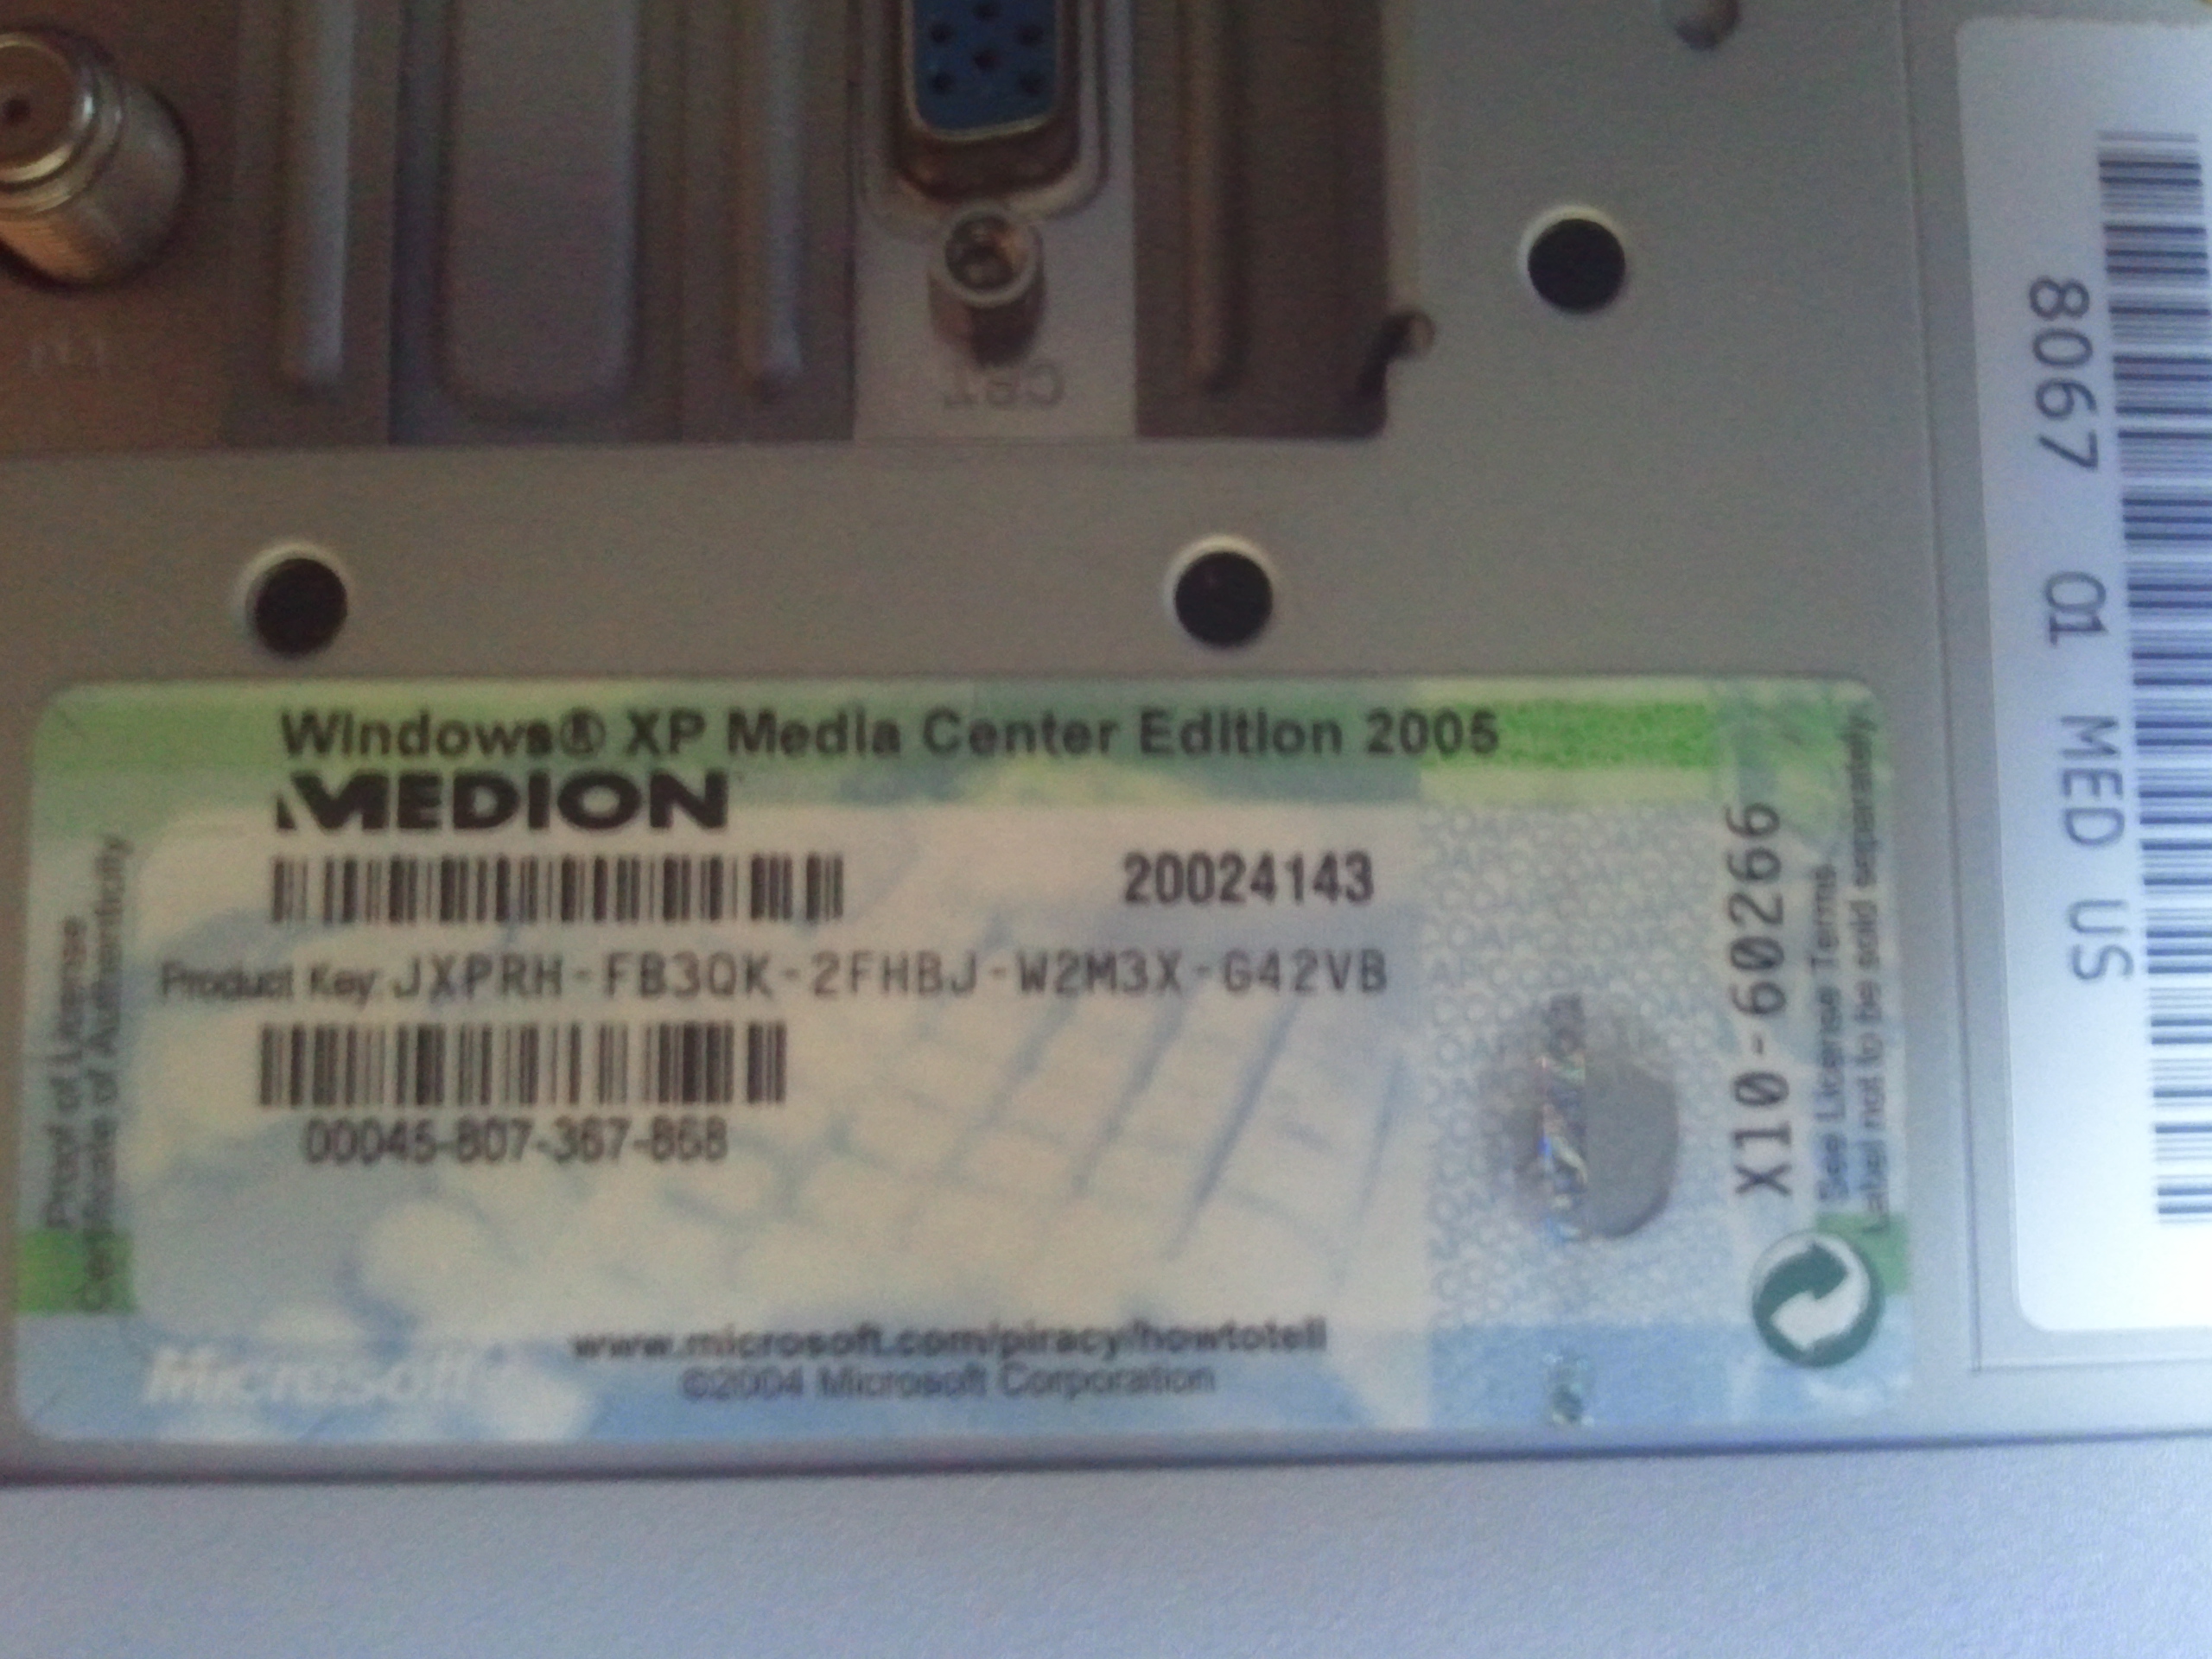 CRT
Windows® XP Media Center Edition 2005
MEDION
20024143
Product Key: JXPRH-FB3QK-2FHBJ-W2M3X-G42VB
00045-807-367-868
www.microsoft.com/piracy/howtotell
©2004 Microsoft Corporation
Microsoft
Proof of License
Certificate of Authenticity
X10-60266
See License Terms.
Label not to be sold separately.
8067 01 MED US